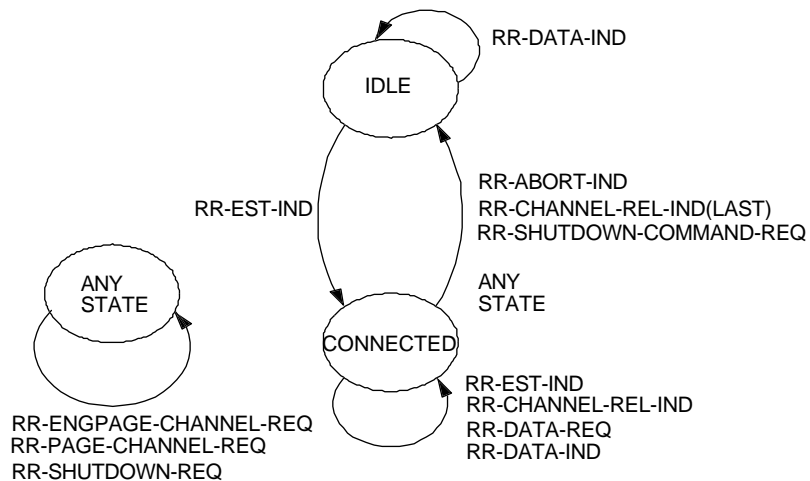 RR-DATA-IND
IDLE
RR-EST-IND
RR-ABORT-IND
RR-CHANNEL-REL-IND(LAST)
RR-SHUTDOWN-COMMAND-REQ
ANY
STATE
ANY
STATE
CONNECTED
RR-EST-IND
RR-CHANNEL-REL-IND
RR-DATA-REQ
RR-DATA-IND
RR-ENGPAGE-CHANNEL-REQ
RR-PAGE-CHANNEL-REQ
RR-SHUTDOWN-REQ